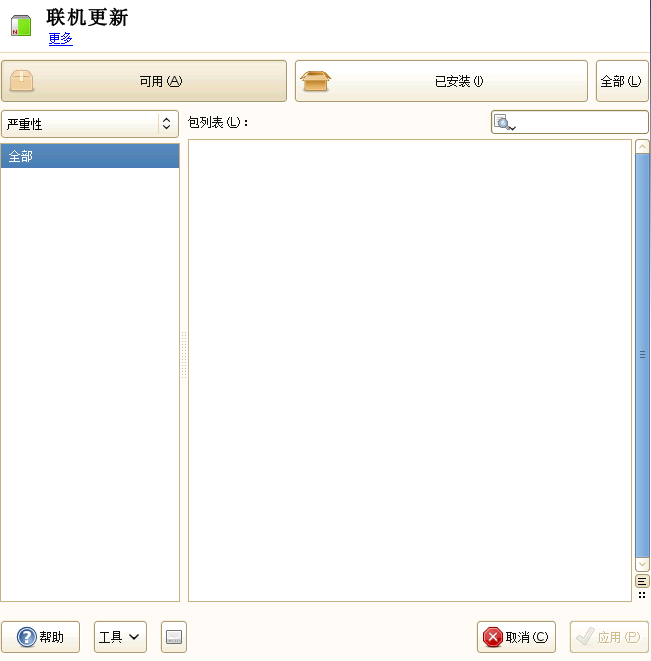 联机更新
更多
可用(A)
已安装(I)
全部(L)
严重性
包列表(L):
全部
帮助
工具
取消(C)
应用(P)